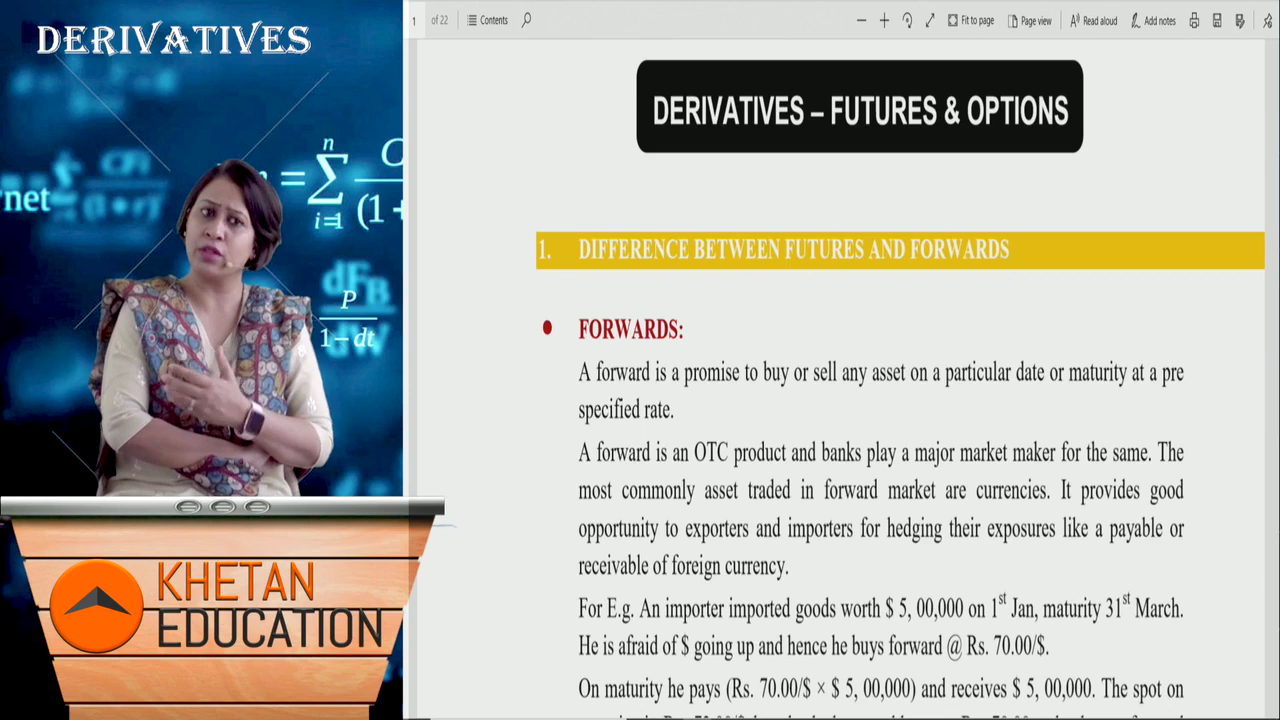 DERIVATIVES
1 of 22 Contents Fit to page Page view Read aloud Add notes
DERIVATIVES – FUTURES & OPTIONS
1. DIFFERENCE BETWEEN FUTURES AND FORWARDS
• FORWARDS:
A forward is a promise to buy or sell any asset on a particular date or maturity at a pre
specified rate.
A forward is an OTC product and banks play a major market maker for the same. The
most commonly asset traded in forward market are currencies. It provides good
opportunity to exporters and importers for hedging their exposures like a payable or
receivable of foreign currency.
For E.g. An importer imported goods worth $ 5, 00,000 on 1st Jan, maturity 31st March.
He is afraid of $ going up and hence he buys forward @ Rs. 70.00/$.
On maturity he pays (Rs. 70.00/$ × $ 5, 00,000) and receives $ 5, 00,000. The spot on
net
= n ∑ i=1
(1+
dFB
dW
P
1−dt
KHETAN
EDUCATION